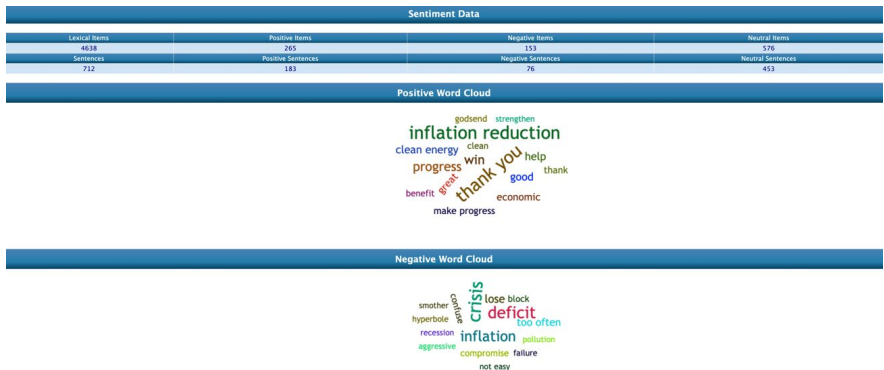 Sentiment Data
Lexical Items Positive Items Negative Items Neutral Items
4638 265 153 576
Sentences Positive Sentences Negative Sentences Neutral Sentences
712 183 76 453
Positive Word Cloud
godsend strengthen
inflation reduction
clean energy clean
progress win thank you help
great good thank
benefit economic
make progress
Negative Word Cloud
smother confuse crisis lose block
hyperbole deficit
too often
recession inflation pollution
aggressive
compromise failure
not easy